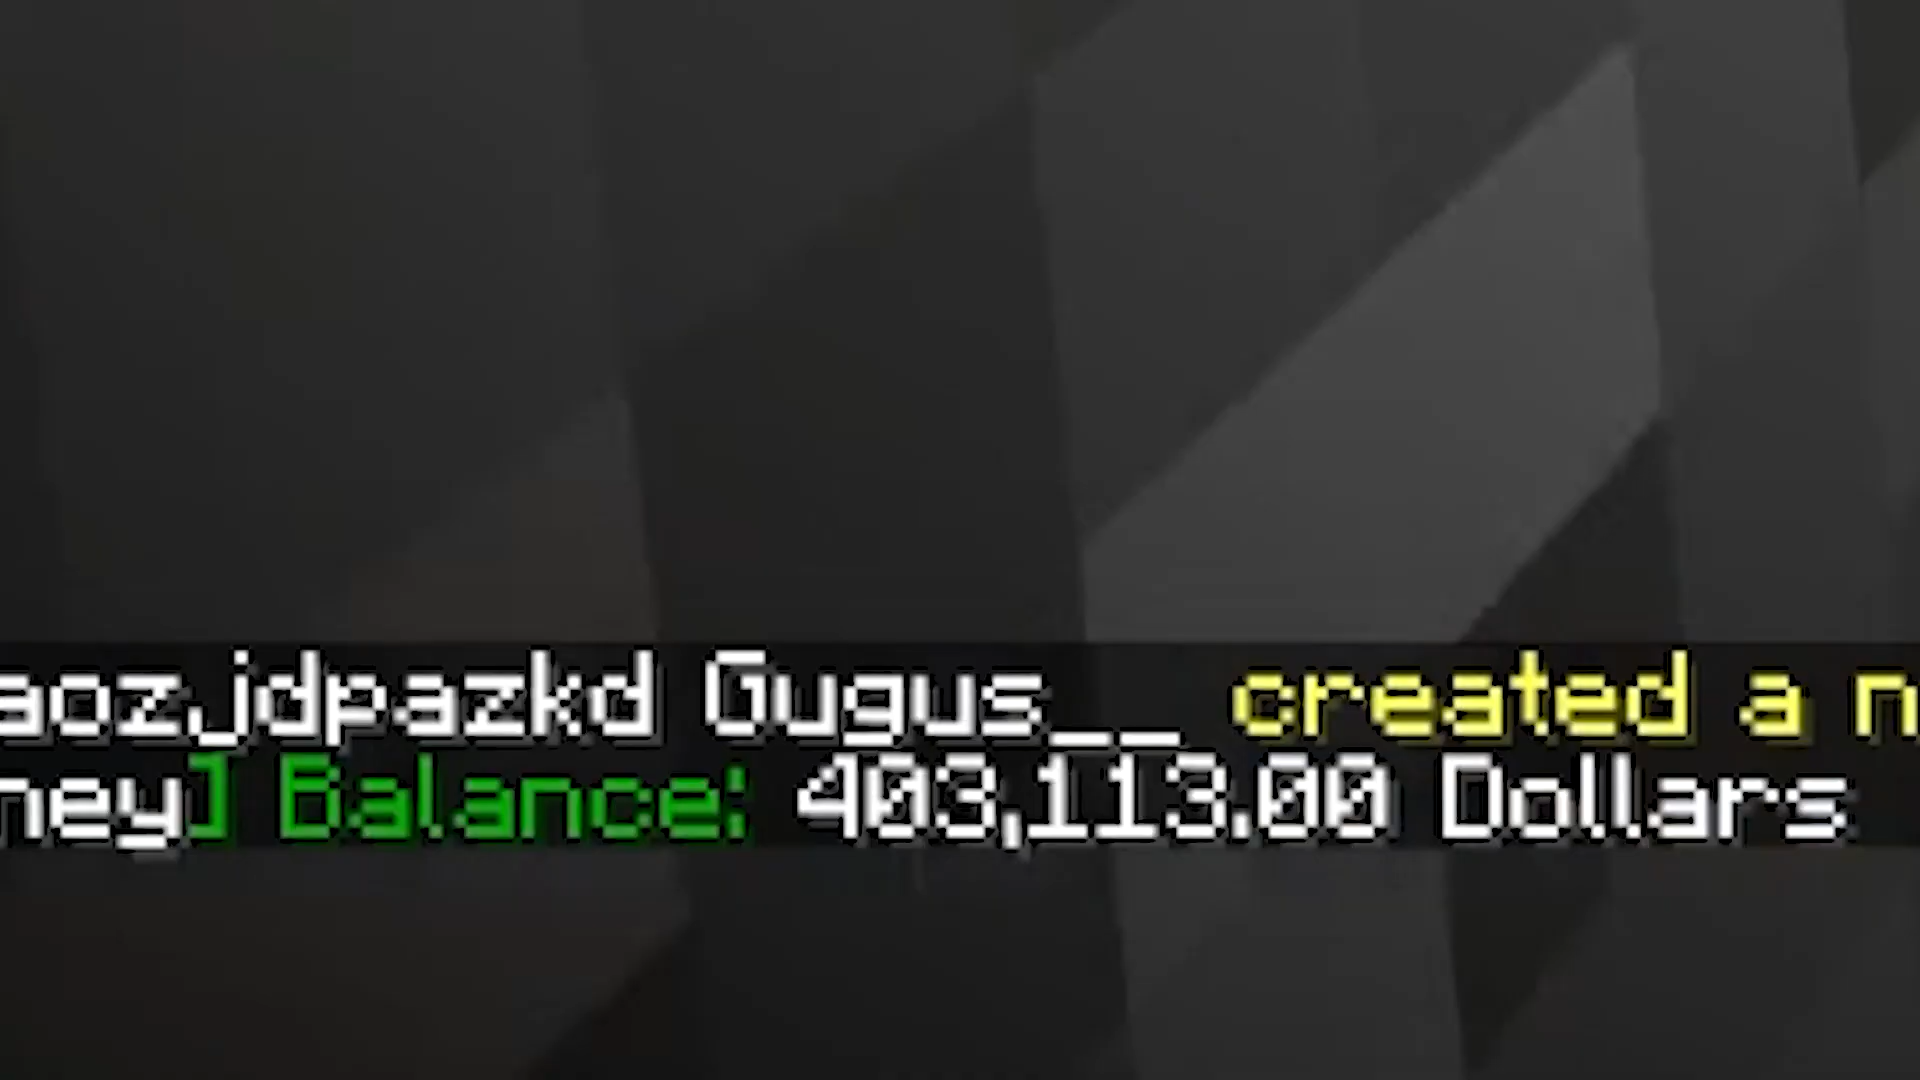 aozjdpazkd Gugus__ created a n
ney] Balance: 403,113.00 Dollars